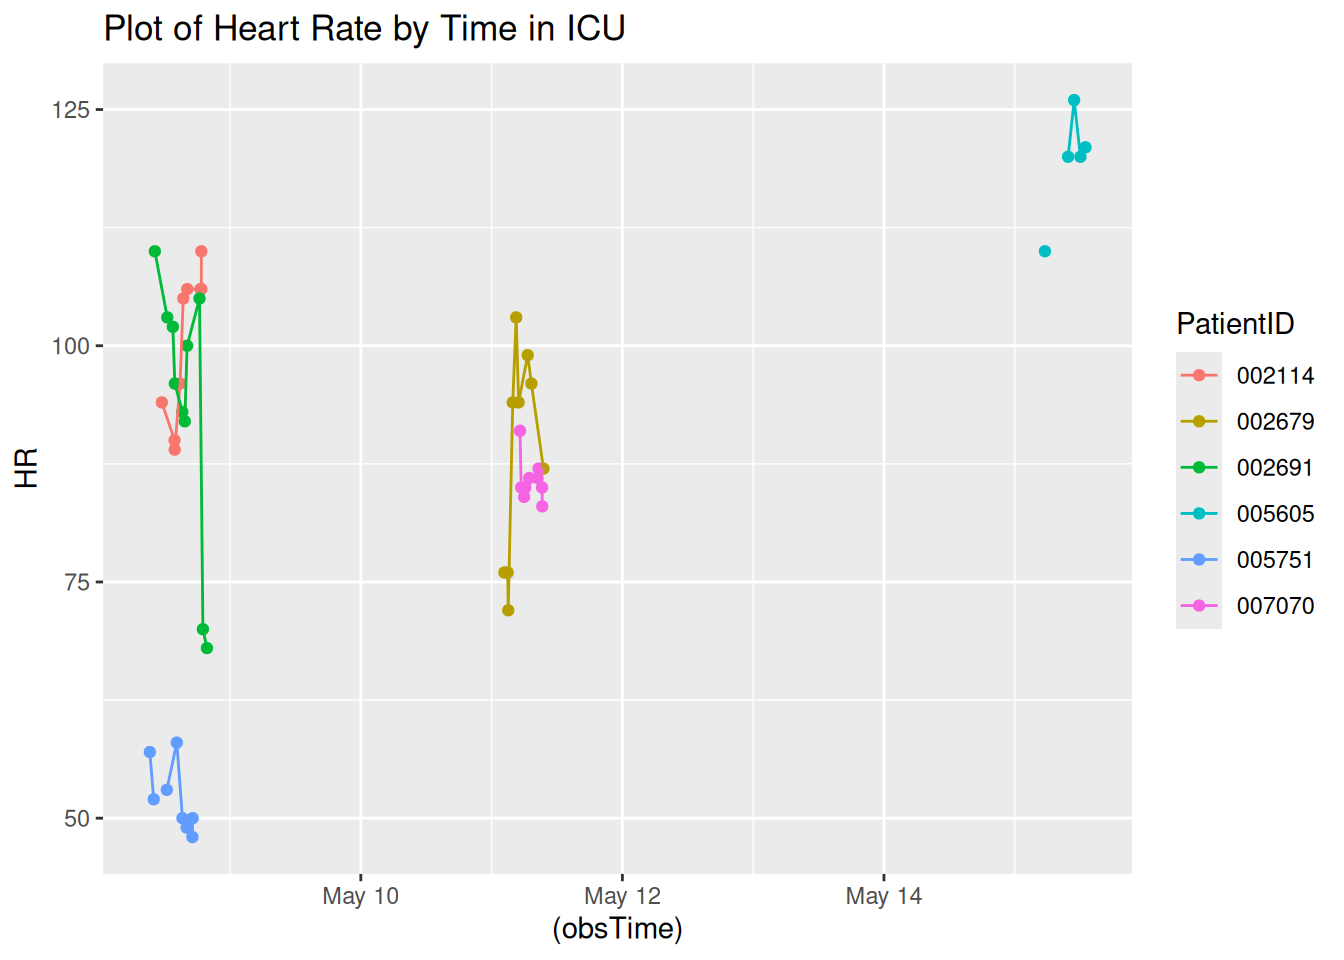 Plot of Heart Rate by Time in ICU
125
100
75
50
HR
May 10
May 12
May 14
(obsTime)
PatientID
002114
002679
002691
005605
005751
007070